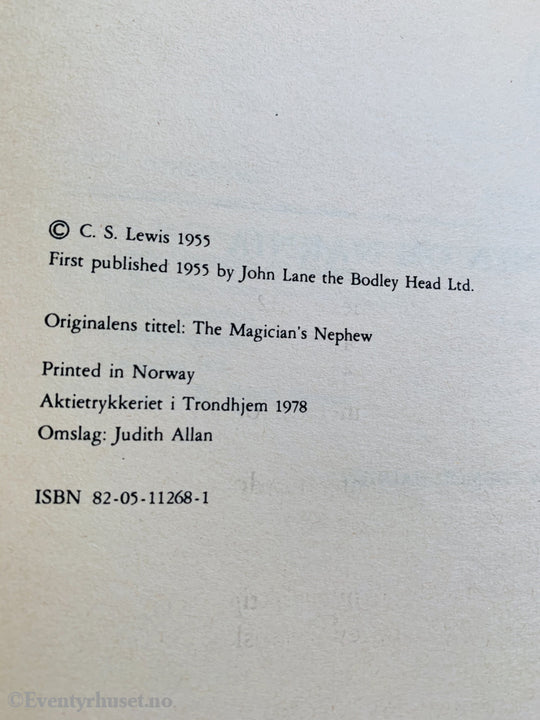 © C. S. Lewis 1955
First published 1955 by John Lane the Bodley Head Ltd.
Originalens tittel: The Magician's Nephew
Printed in Norway
Aktietrykkeriet i Trondhjem 1978
Omslag: Judith Allan
ISBN 82-05-11268-1
©Eventyrhuset.no.